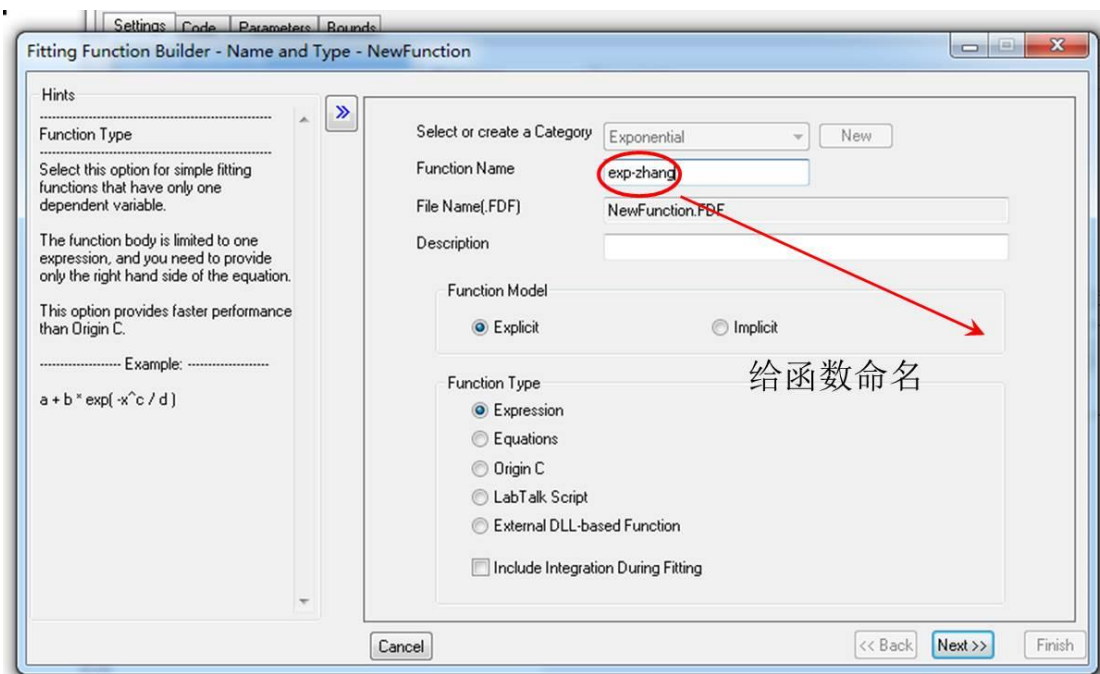 Settings Code Parameters Bounds
Fitting Function Builder - Name and Type - NewFunction
Hints
Function Type
Select this option for simple fitting
functions that have only one
dependent variable.
The function body is limited to one
expression, and you need to provide
only the right hand side of the equation.
This option provides faster performance
than Origin C.
------------------- Example: --------------------
a + b * exp( -x^c / d )
Select or create a Category Exponential New
Function Name exp-zhang
File Name(.FDF) NewFunction.FDF
Description
Function Model
Explicit Implicit
给函数命名
Function Type
Expression
Equations
Origin C
LabTalk Script
External DLL-based Function
Include Integration During Fitting
Cancel << Back Next >> Finish